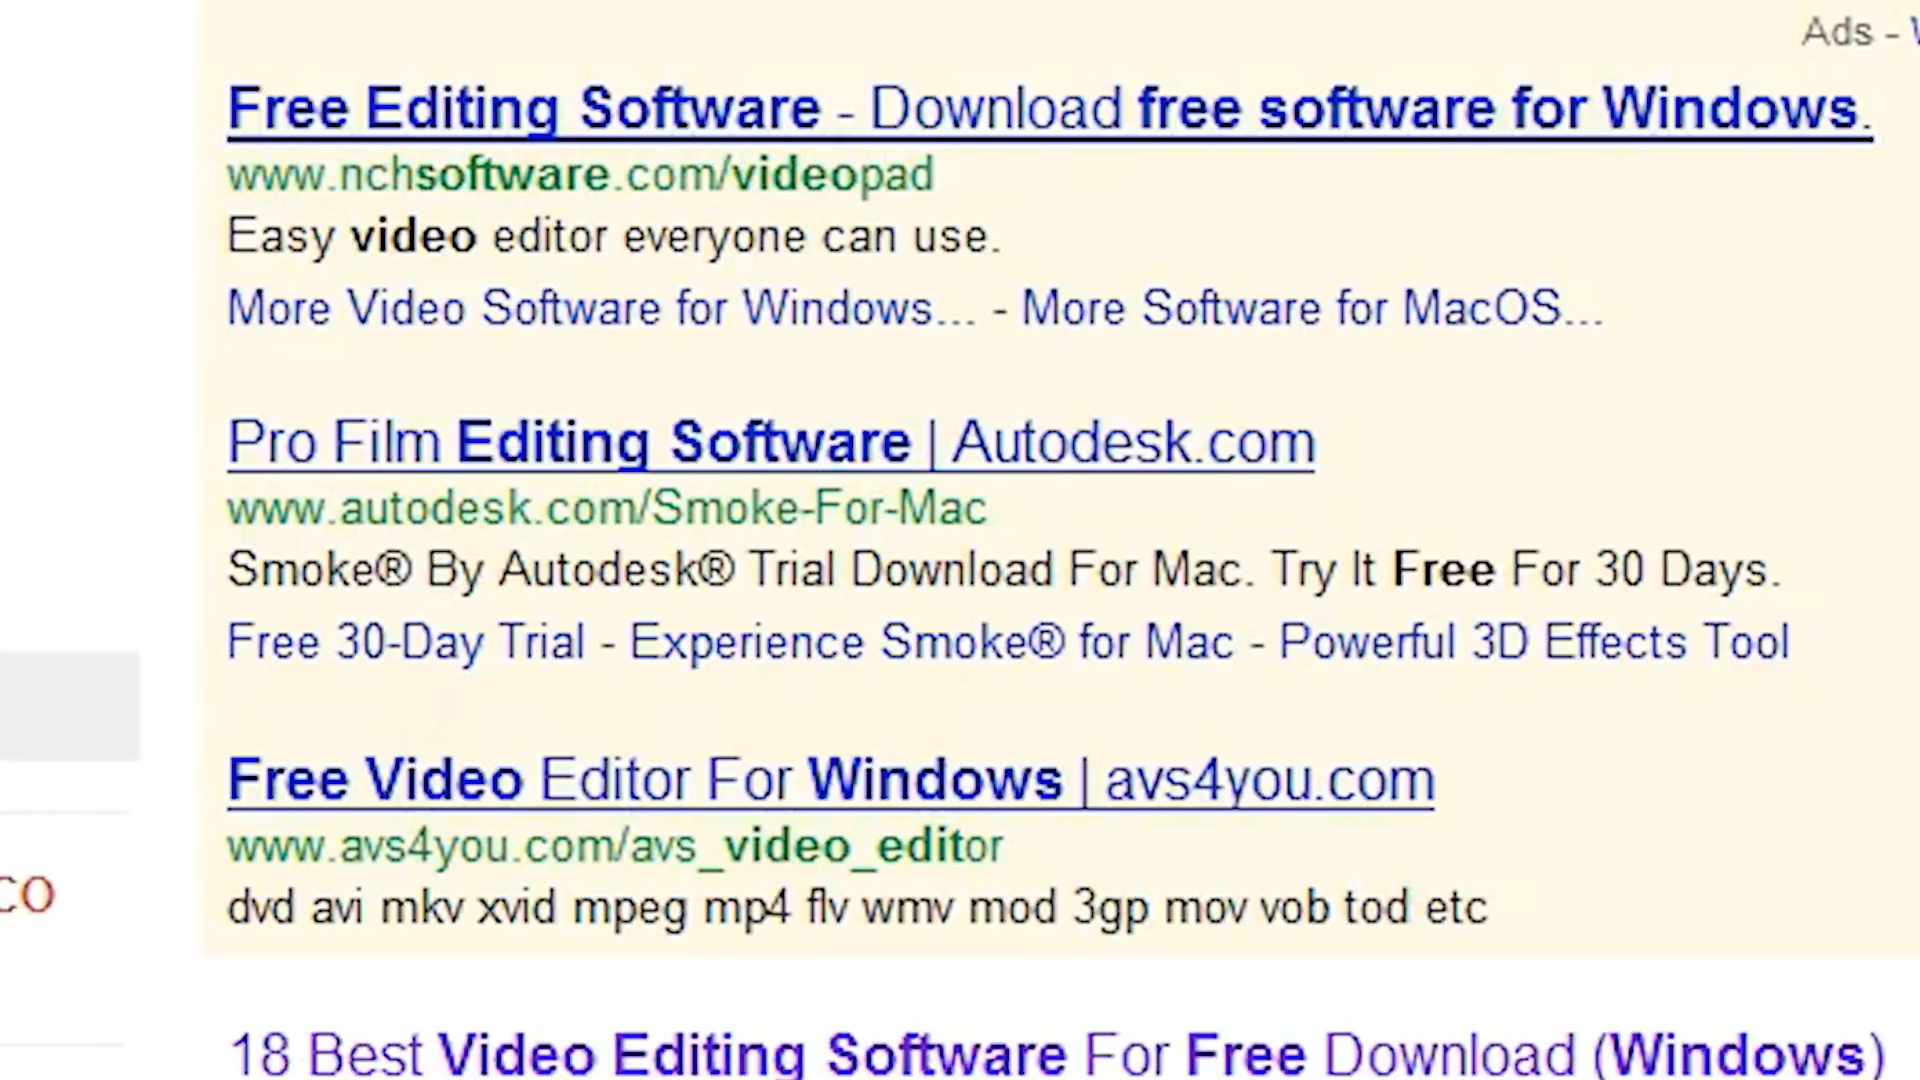 Ads -
Free Editing Software - Download free software for Windows.
www.nchsoftware.com/videopad
Easy video editor everyone can use.
More Video Software for Windows... - More Software for MacOS...
Pro Film Editing Software | Autodesk.com
www.autodesk.com/Smoke-For-Mac
Smoke® By Autodesk® Trial Download For Mac. Try It Free For 30 Days.
Free 30-Day Trial - Experience Smoke® for Mac - Powerful 3D Effects Tool
Free Video Editor For Windows | avs4you.com
www.avs4you.com/avs_video_editor
co
dvd avi mkv xvid mpeg mp4 flv wmv mod 3gp mov vob tod etc
18 Best Video Editing Software For Free Download (Windows)